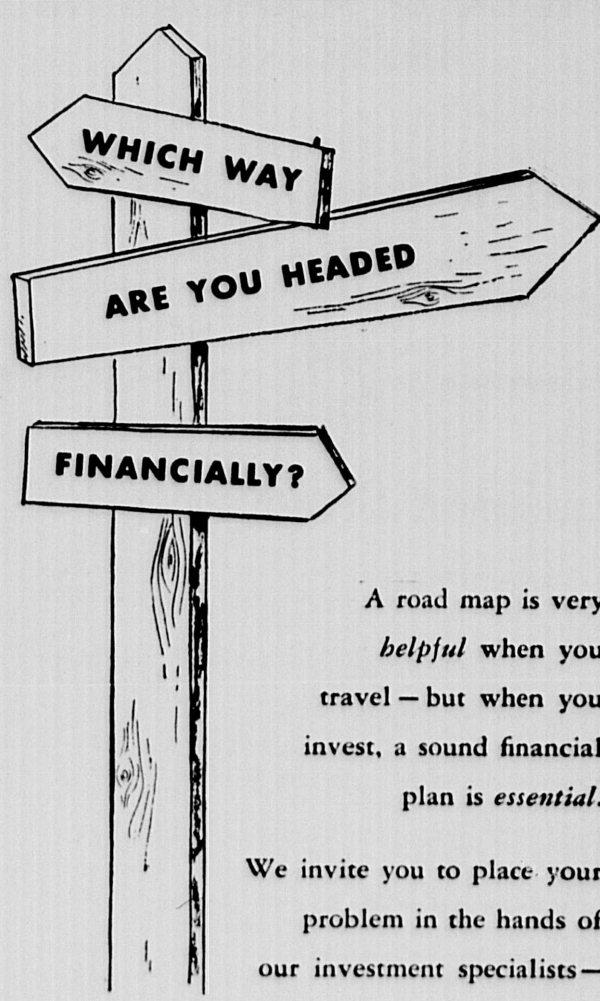 WHICH WAY
ARE YOU HEADED
FINANCIALLY?
A road map is very
helpful when you
travel — but when you
invest, a sound financial
plan is essential.
We invite you to place your
problem in the hands of
our investment specialists—